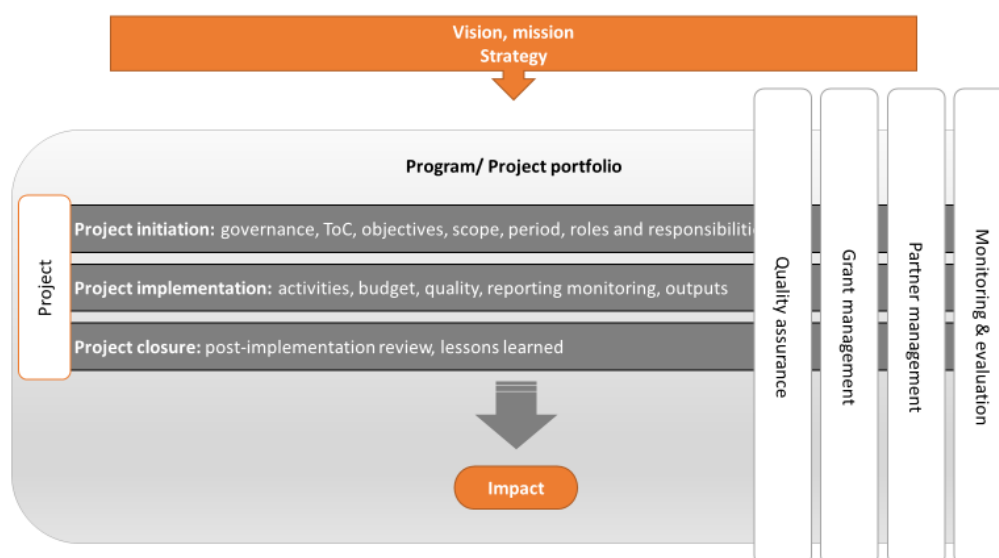 Vision, mission
Strategy
Program/ Project portfolio
Project
Project initiation: governance, ToC, objectives, scope, period, roles and responsibiliti
Project implementation: activities, budget, quality, reporting monitoring, outputs
Project closure: post-implementation review, lessons learned
Impact
Quality assurance
Grant management
Partner management
Monitoring & evaluation